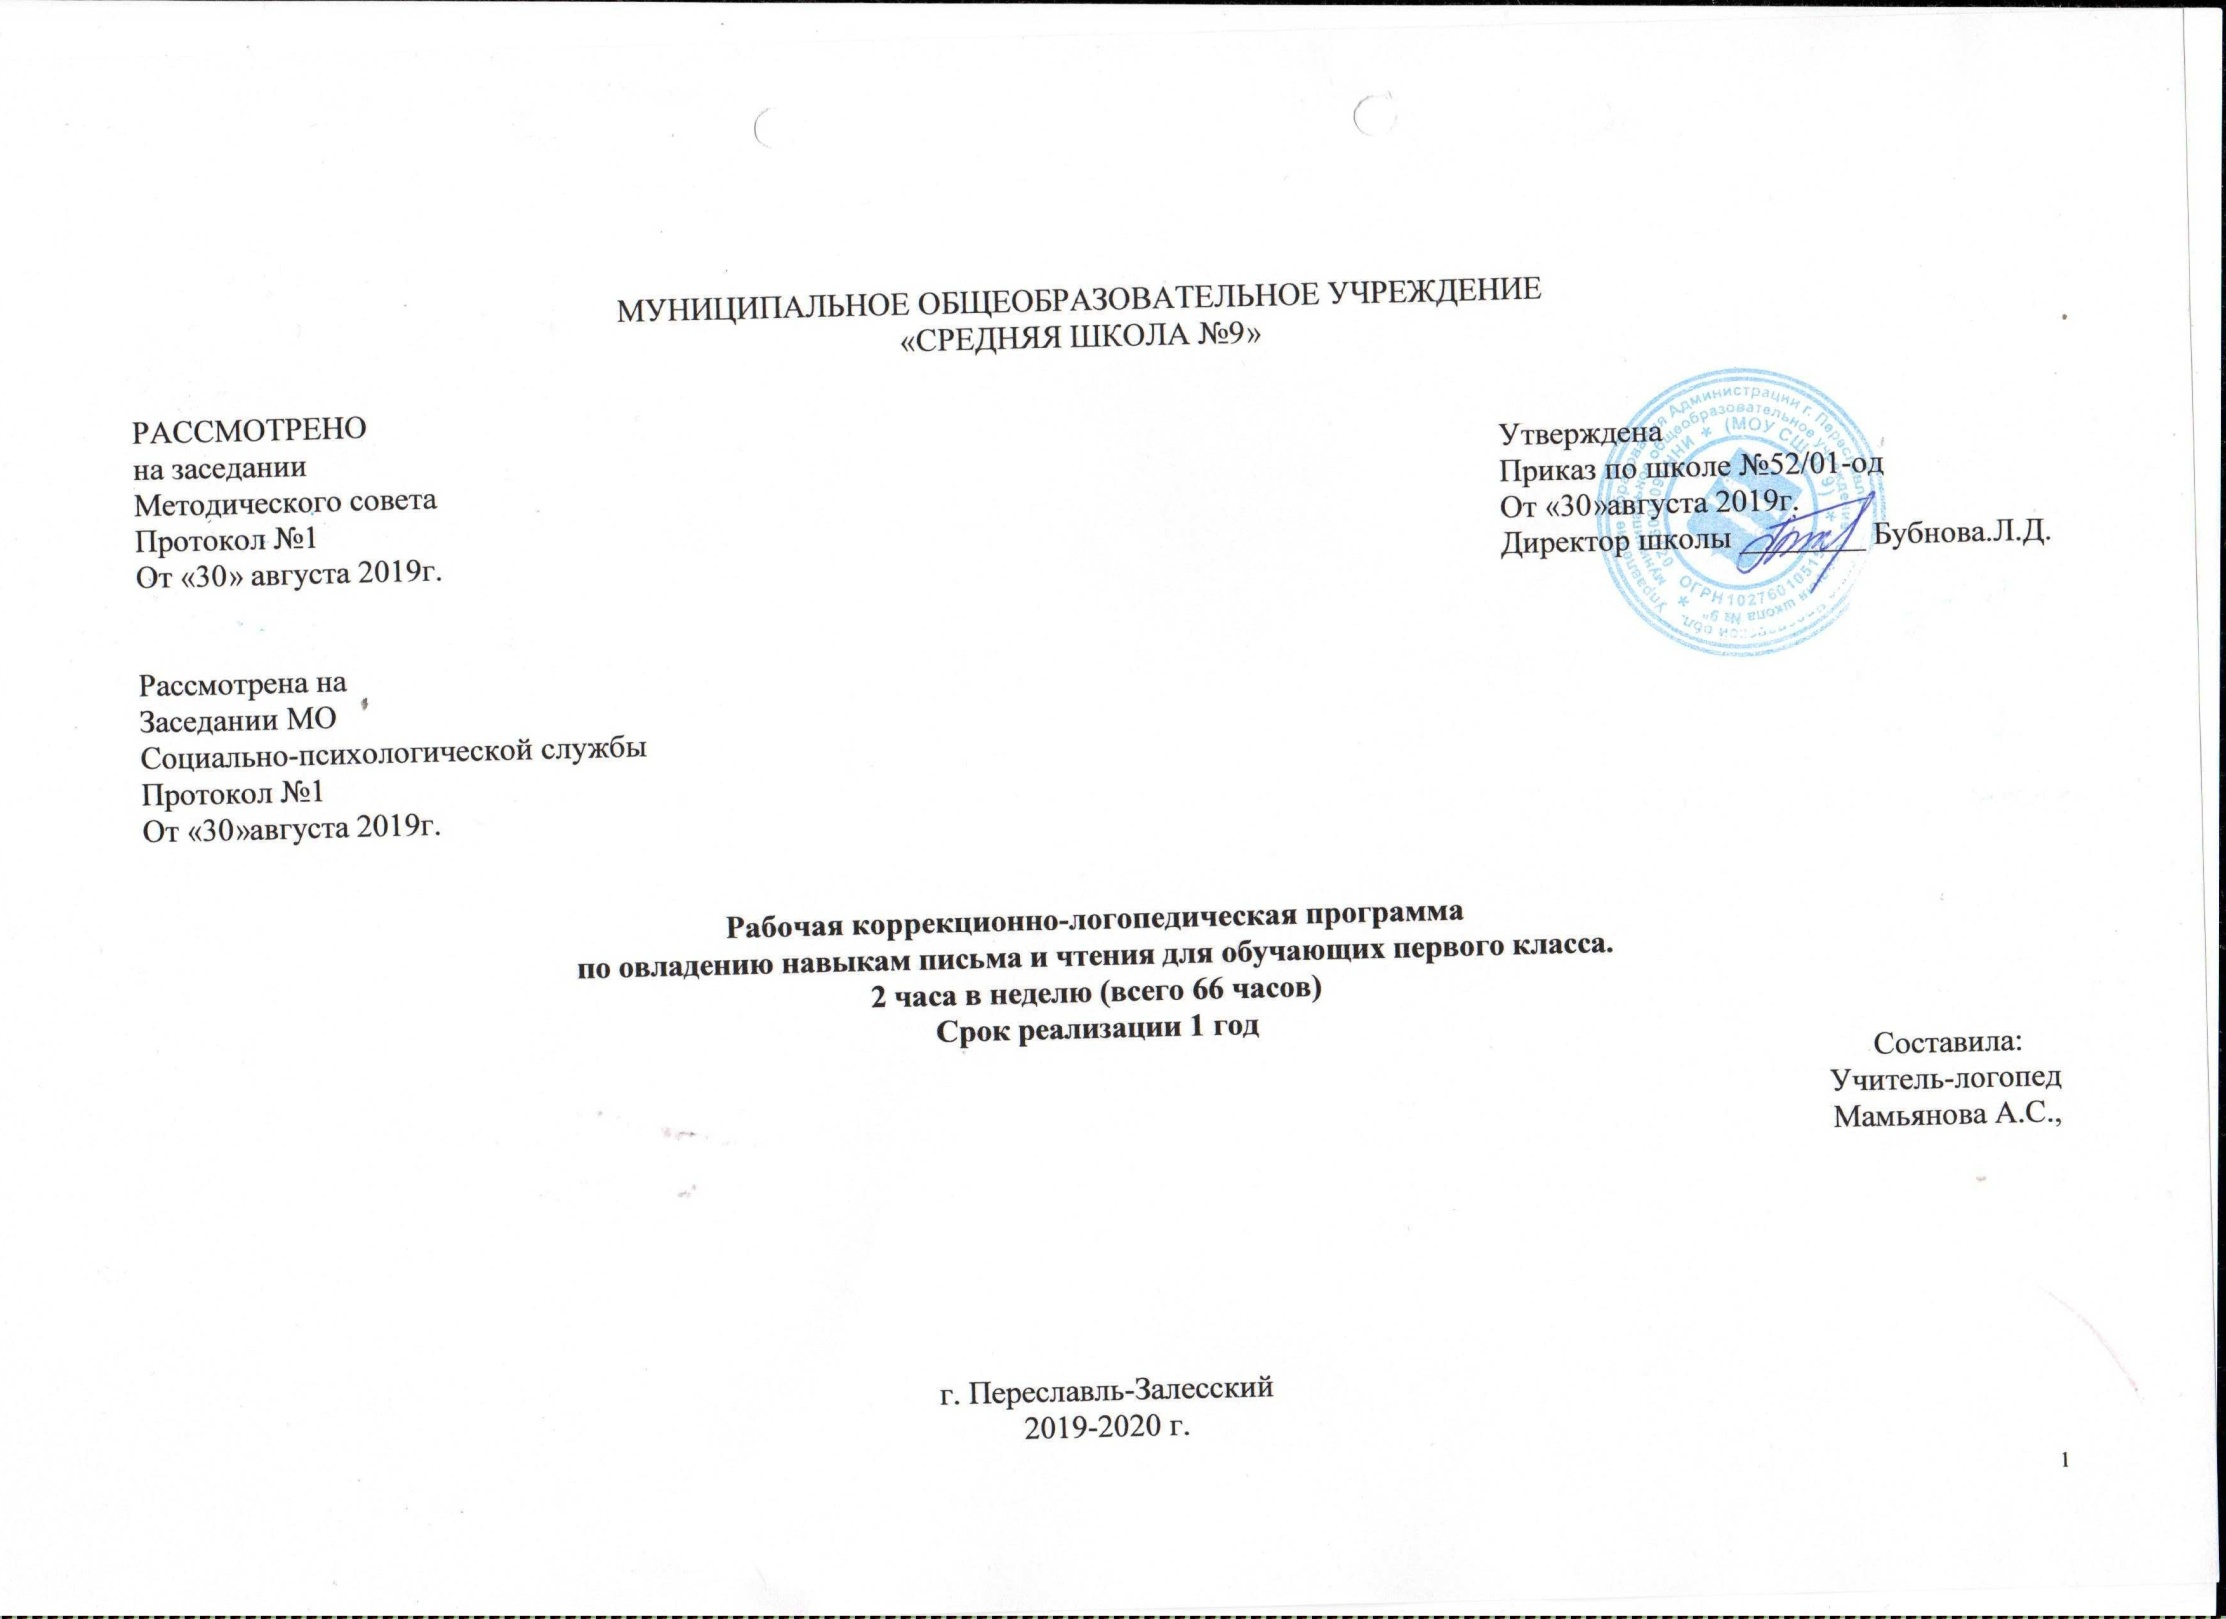 МУНИЦИПАЛЬНОЕ ОБЩЕОБРАЗОВАТЕЛЬНОЕ УЧРЕЖДЕНИЕ
«СРЕДНЯЯ ШКОЛА №9»
РАССМОТРЕНО
на заседании
Методического совета
Протокол №1
От «30» августа 2019г.
Утверждена
Приказ по школе №52/01-од
От «30»августа 2019г.
Директор школы ________ Бубнова.Л.Д.
Рассмотрена на
Заседании МО
Социально-психологической службы
Протокол №1
От «30»августа 2019г.
Рабочая коррекционно-логопедическая программа
по овладению навыкам письма и чтения для обучающих первого класса.
2 часа в неделю (всего 66 часов)
Срок реализации 1 год
Составила:
Учитель-логопед
Мамьянова А.С.,
г. Переславль-Залесский
2019-2020 г.
1